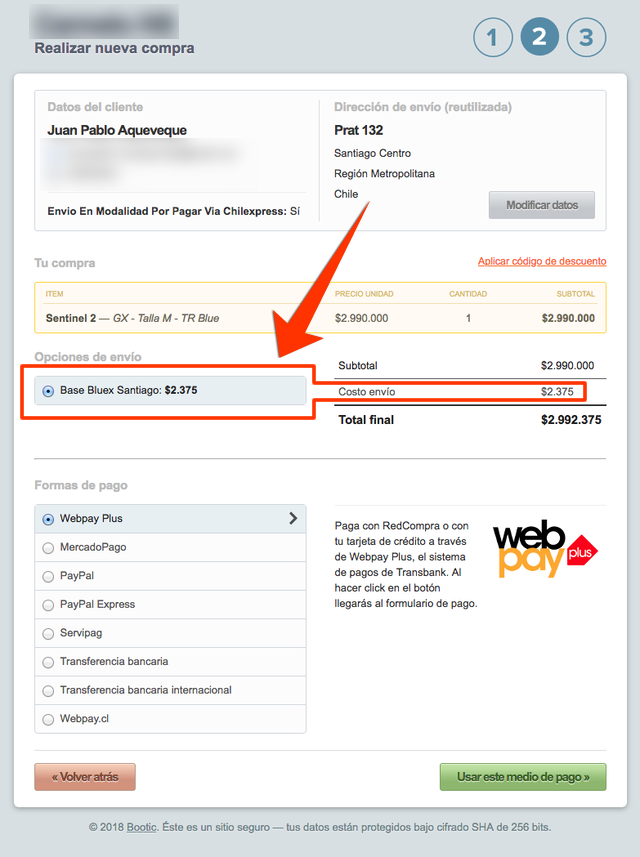 Realizar nueva compra
1 2 3
Datos del cliente
Juan Pablo Aqueveque
Envio En Modalidad Por Pagar Via Chilexpress: Sí
Dirección de envío (reutilizada)
Prat 132
Santiago Centro
Región Metropolitana
Chile
Modificar datos
Tu compra
Aplicar código de descuento
ITEM PRECIO UNIDAD CANTIDAD SUBTOTAL
Sentinel 2 — GX - Talla M - TR Blue $2.990.000 1 $2.990.000
Opciones de envío
Base Bluex Santiago: $2.375
Subtotal $2.990.000
Costo envío $2.375
Total final $2.992.375
Formas de pago
Webpay Plus
MercadoPago
PayPal
PayPal Express
Servipag
Transferencia bancaria
Transferencia bancaria internacional
Webpay.cl
Paga con RedCompra o con
tu tarjeta de crédito a través
de Webpay Plus, el sistema
de pagos de Transbank. Al
hacer click en el botón
llegarás al formulario de pago.
web
pay plus
« Volver atrás
Usar este medio de pago »
© 2018 Bootic. Éste es un sitio seguro — tus datos están protegidos bajo cifrado SHA de 256 bits.